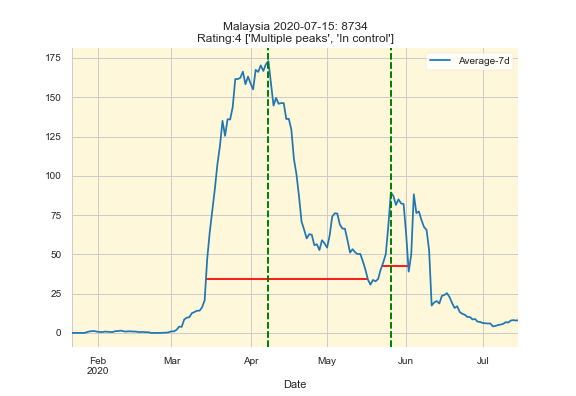 Malaysia 2020-07-15: 8734
Rating:4 ['Multiple peaks', 'In control']
Average-7d
175
150
125
100
75
50
25
0
Feb
2020
Mar
Apr
May
Jun
Jul
Date